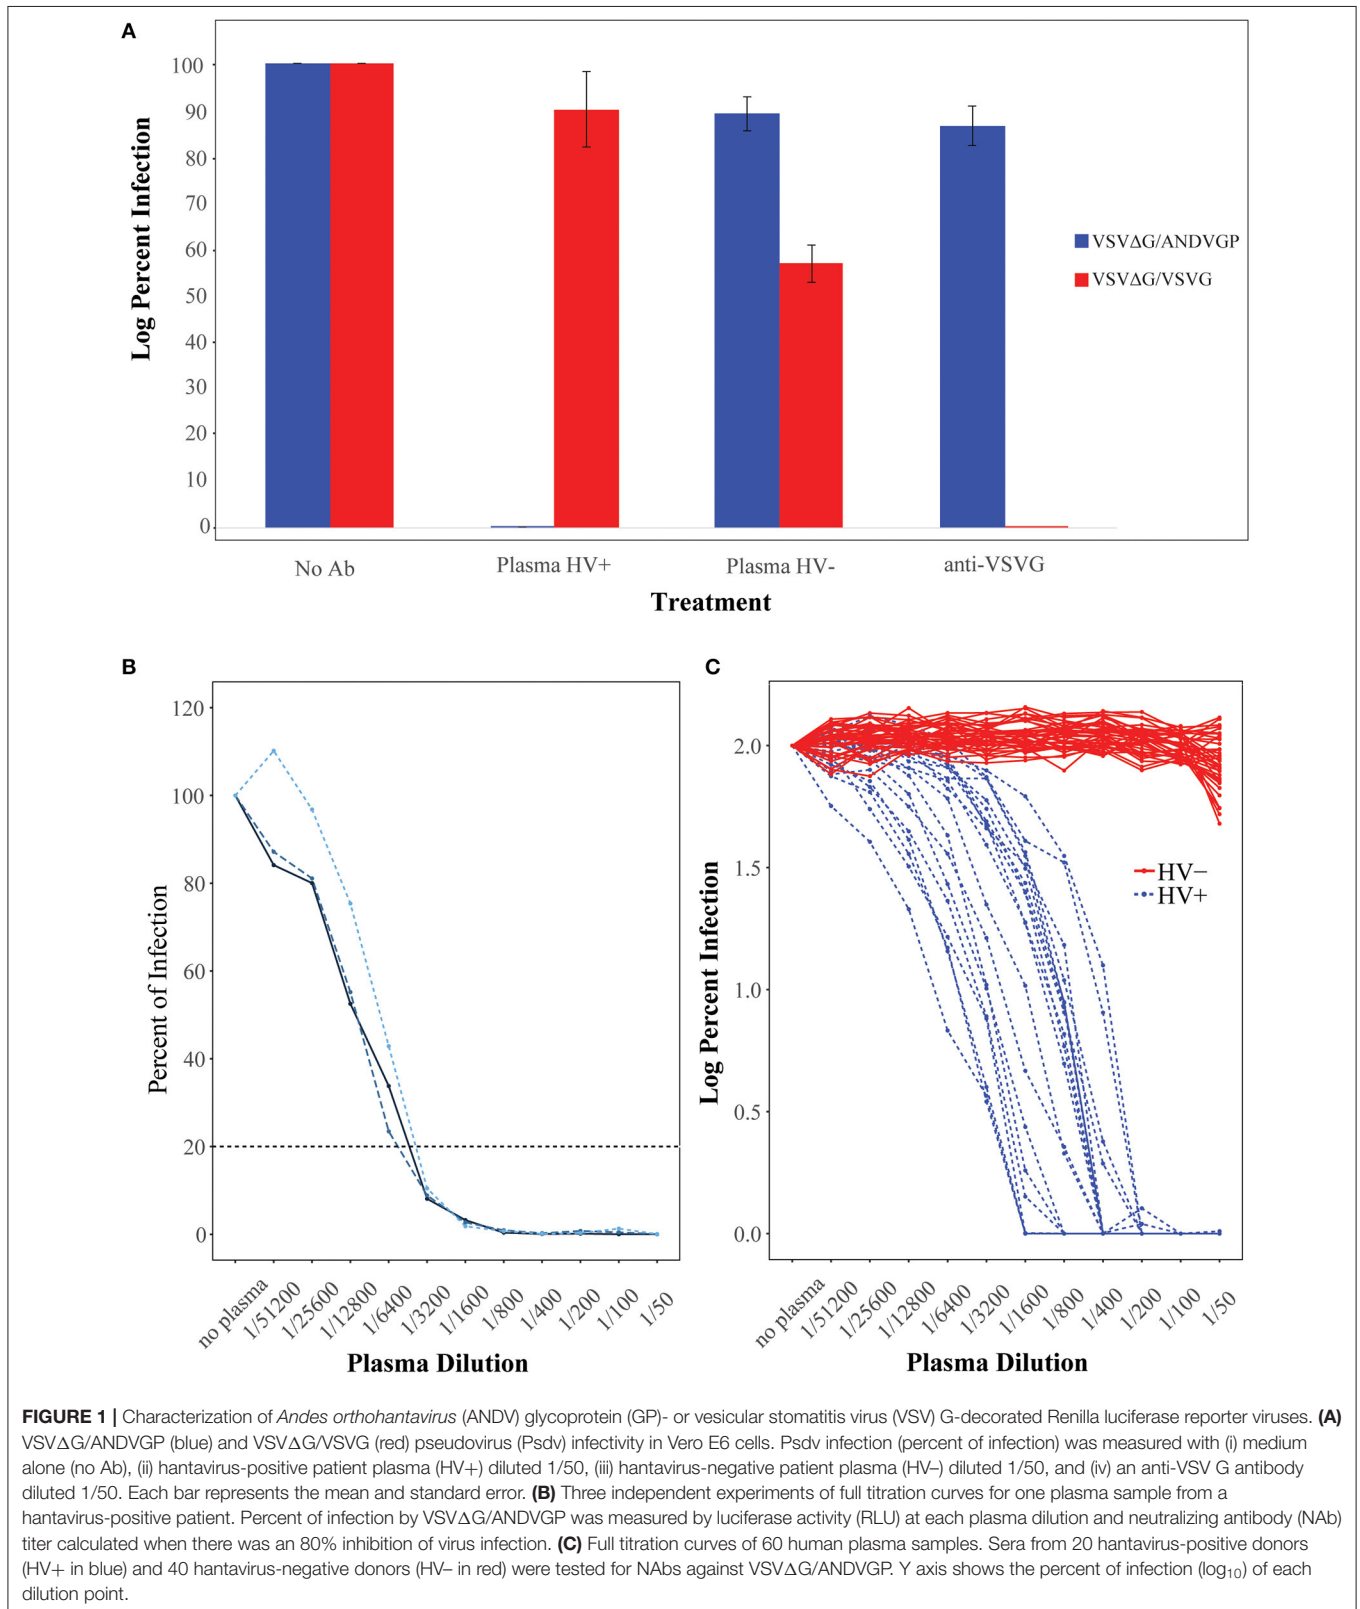 A
Log Percent Infection
100
90
80
70
60
50
40
30
20
10
0
VSVΔG/ANDVGP
VSVΔG/VSVG
No Ab
Plasma HV+
Plasma HV-
anti-VSVG
Treatment
B
Percent of Infection
120
100
80
60
40
20
0
no plasma
1/51200
1/25600
1/12800
1/6400
1/3200
1/1600
1/800
1/400
1/200
1/100
1/50
Plasma Dilution
C
Log Percent Infection
2.0
1.5
1.0
0.5
0.0
HV−
HV+
no plasma
1/51200
1/25600
1/12800
1/6400
1/3200
1/1600
1/800
1/400
1/200
1/100
1/50
Plasma Dilution
FIGURE 1 | Characterization of Andes orthohantavirus (ANDV) glycoprotein (GP)- or vesicular stomatitis virus (VSV) G-decorated Renilla luciferase reporter viruses. (A)
VSVΔG/ANDVGP (blue) and VSVΔG/VSVG (red) pseudovirus (Psdv) infectivity in Vero E6 cells. Psdv infection (percent of infection) was measured with (i) medium
alone (no Ab), (ii) hantavirus-positive patient plasma (HV+) diluted 1/50, (iii) hantavirus-negative patient plasma (HV–) diluted 1/50, and (iv) an anti-VSV G antibody
diluted 1/50. Each bar represents the mean and standard error. (B) Three independent experiments of full titration curves for one plasma sample from a
hantavirus-positive patient. Percent of infection by VSVΔG/ANDVGP was measured by luciferase activity (RLU) at each plasma dilution and neutralizing antibody (NAb)
titer calculated when there was an 80% inhibition of virus infection. (C) Full titration curves of 60 human plasma samples. Sera from 20 hantavirus-positive donors
(HV+ in blue) and 40 hantavirus-negative donors (HV– in red) were tested for NAbs against VSVΔG/ANDVGP. Y axis shows the percent of infection (log10) of each
dilution point.